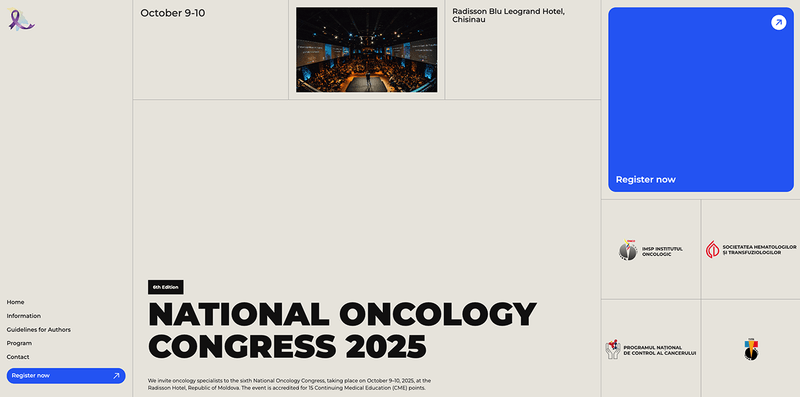 October 9-10
Radisson Blu Leogrand Hotel,
Chisinau
Register now
IMSP INSTITUTUL
ONCOLOGIC
SOCIETATEA HEMATOLOGILOR
ȘI TRANSFUZIOLOGILOR
PROGRAMUL NATIONAL
DE CONTROL AL CANCERULUI
Home
Information
Guidelines for Authors
Program
Contact
Register now
6th Edition
NATIONAL ONCOLOGY
CONGRESS 2025
We invite oncology specialists to the sixth National Oncology Congress, taking place on October 9-10, 2025, at the
Radisson Hotel, Republic of Moldova. The event is accredited for 15 Continuing Medical Education (CME) points.